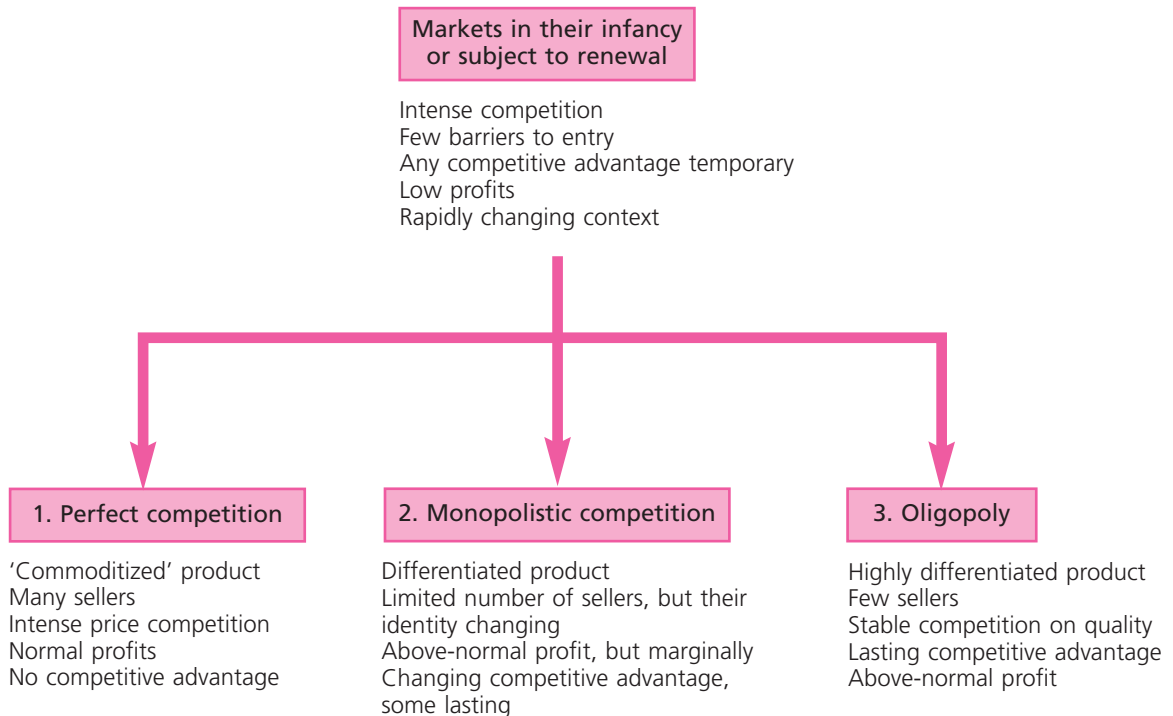 Markets in their infancy
or subject to renewal
Intense competition
Few barriers to entry
Any competitive advantage temporary
Low profits
Rapidly changing context
1. Perfect competition
‘Commoditized’ product
Many sellers
Intense price competition
Normal profits
No competitive advantage
2. Monopolistic competition
Differentiated product
Limited number of sellers, but their
identity changing
Above-normal profit, but marginally
Changing competitive advantage,
some lasting
3. Oligopoly
Highly differentiated product
Few sellers
Stable competition on quality
Lasting competitive advantage
Above-normal profit